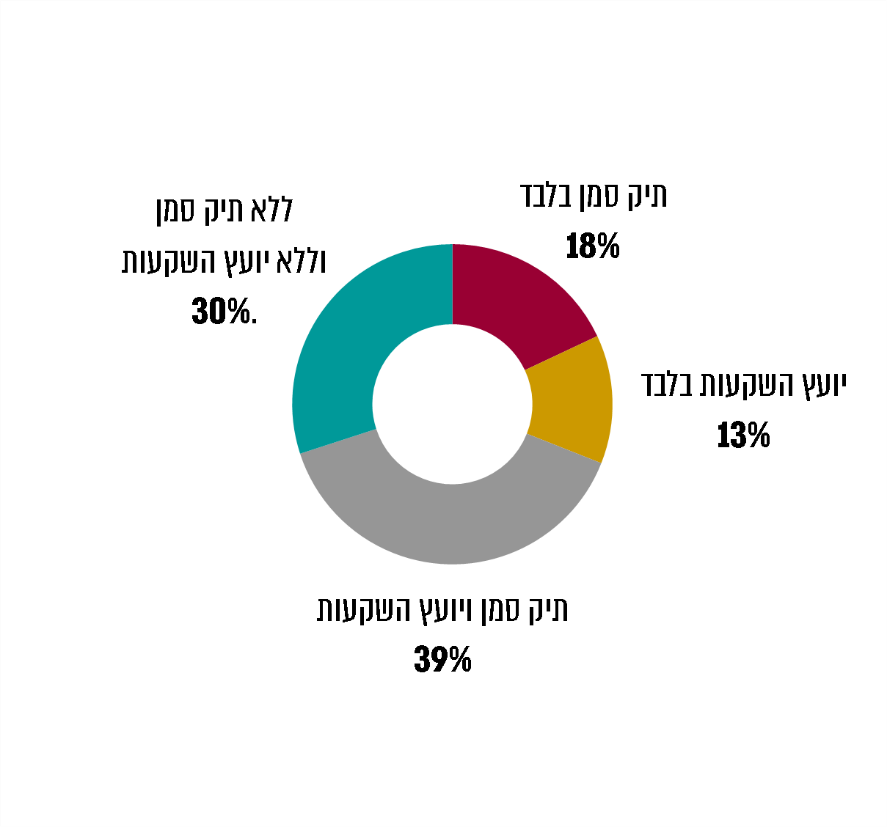 תיק סמן בלבד
18%
ללא תיק סמן
וללא יועץ השקעות
30%.
יועץ השקעות בלבד
13%
תיק סמן ויועץ השקעות
39%